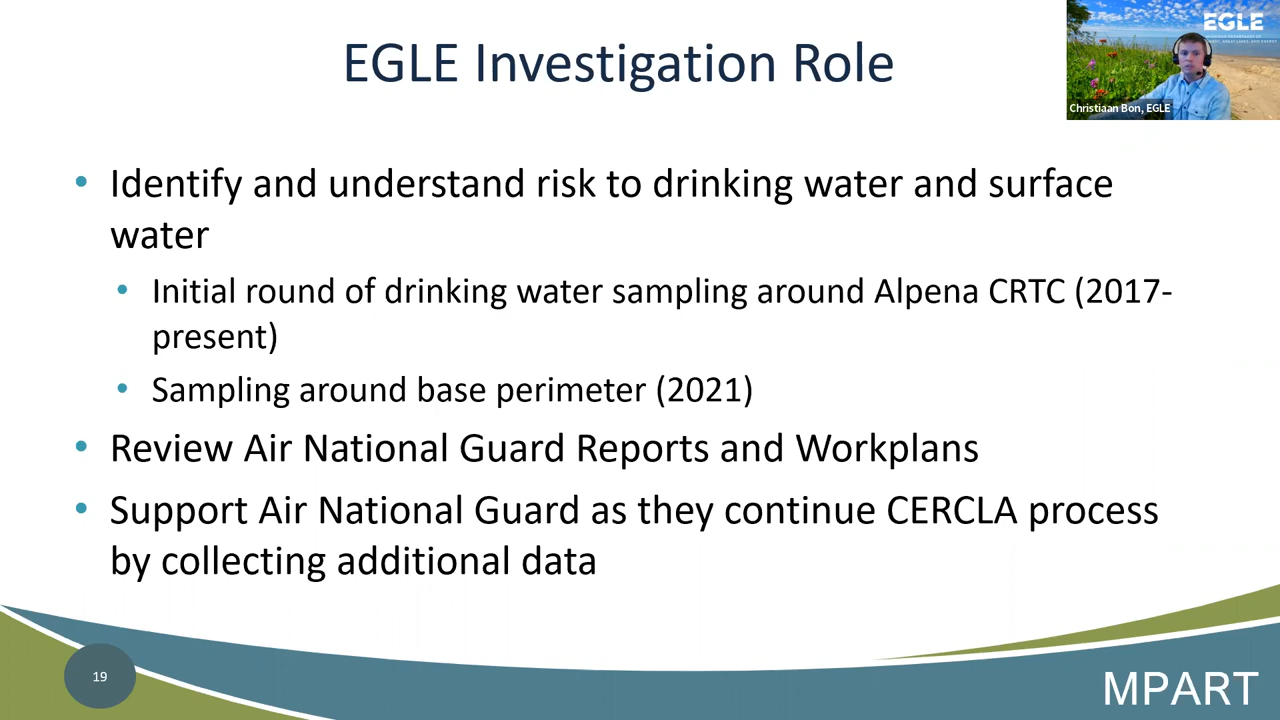 EGLE Investigation Role
EGLE
Christiaan Bon, EGLE
• Identify and understand risk to drinking water and surface
water
• Initial round of drinking water sampling around Alpena CRTC (2017-
present)
• Sampling around base perimeter (2021)
• Review Air National Guard Reports and Workplans
• Support Air National Guard as they continue CERCLA process
by collecting additional data
19
MPART